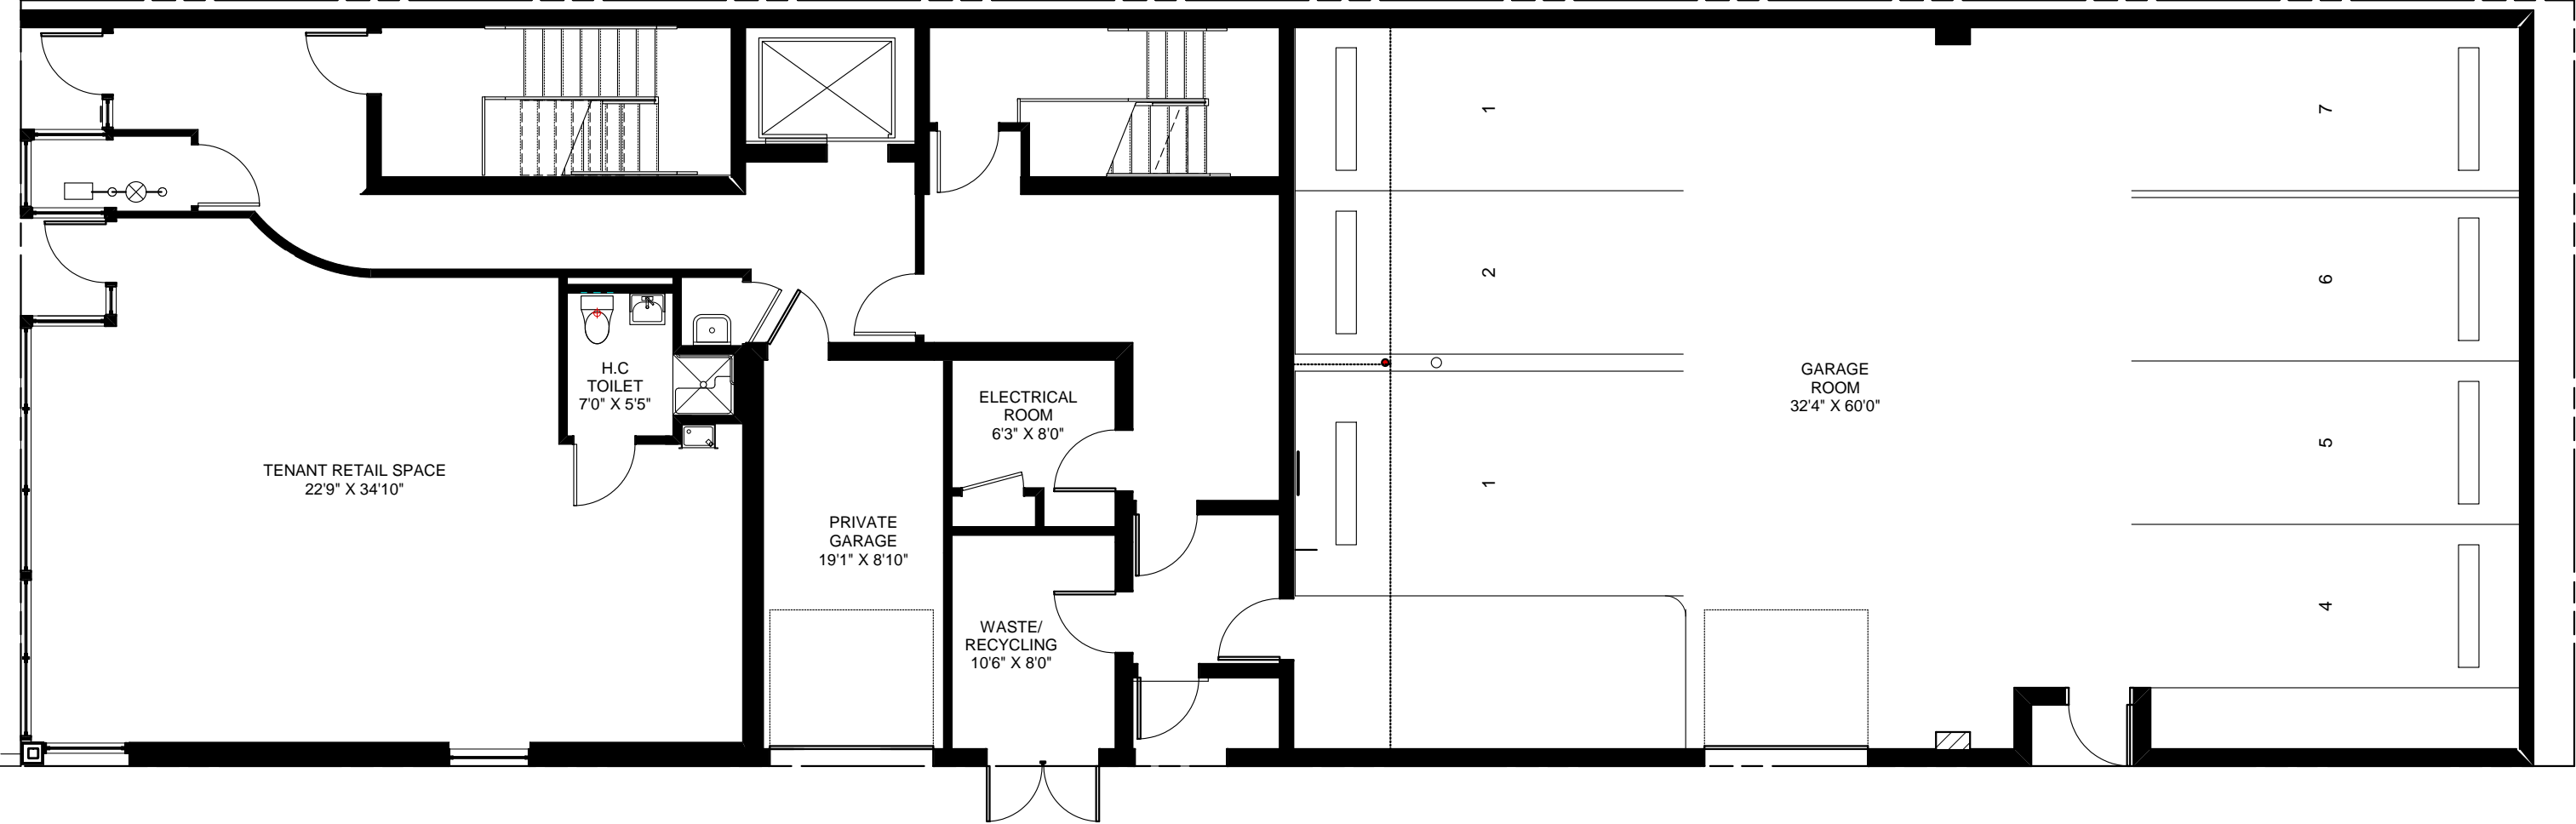 H.C
TOILET
7'0" X 5'5"
TENANT RETAIL SPACE
22'9" X 34'10"
PRIVATE
GARAGE
19'1" X 8'10"
ELECTRICAL
ROOM
6'3" X 8'0"
WASTE/
RECYCLING
10'6" X 8'0"
1
2
1
GARAGE
ROOM
32'4" X 60'0"
7
6
5
4